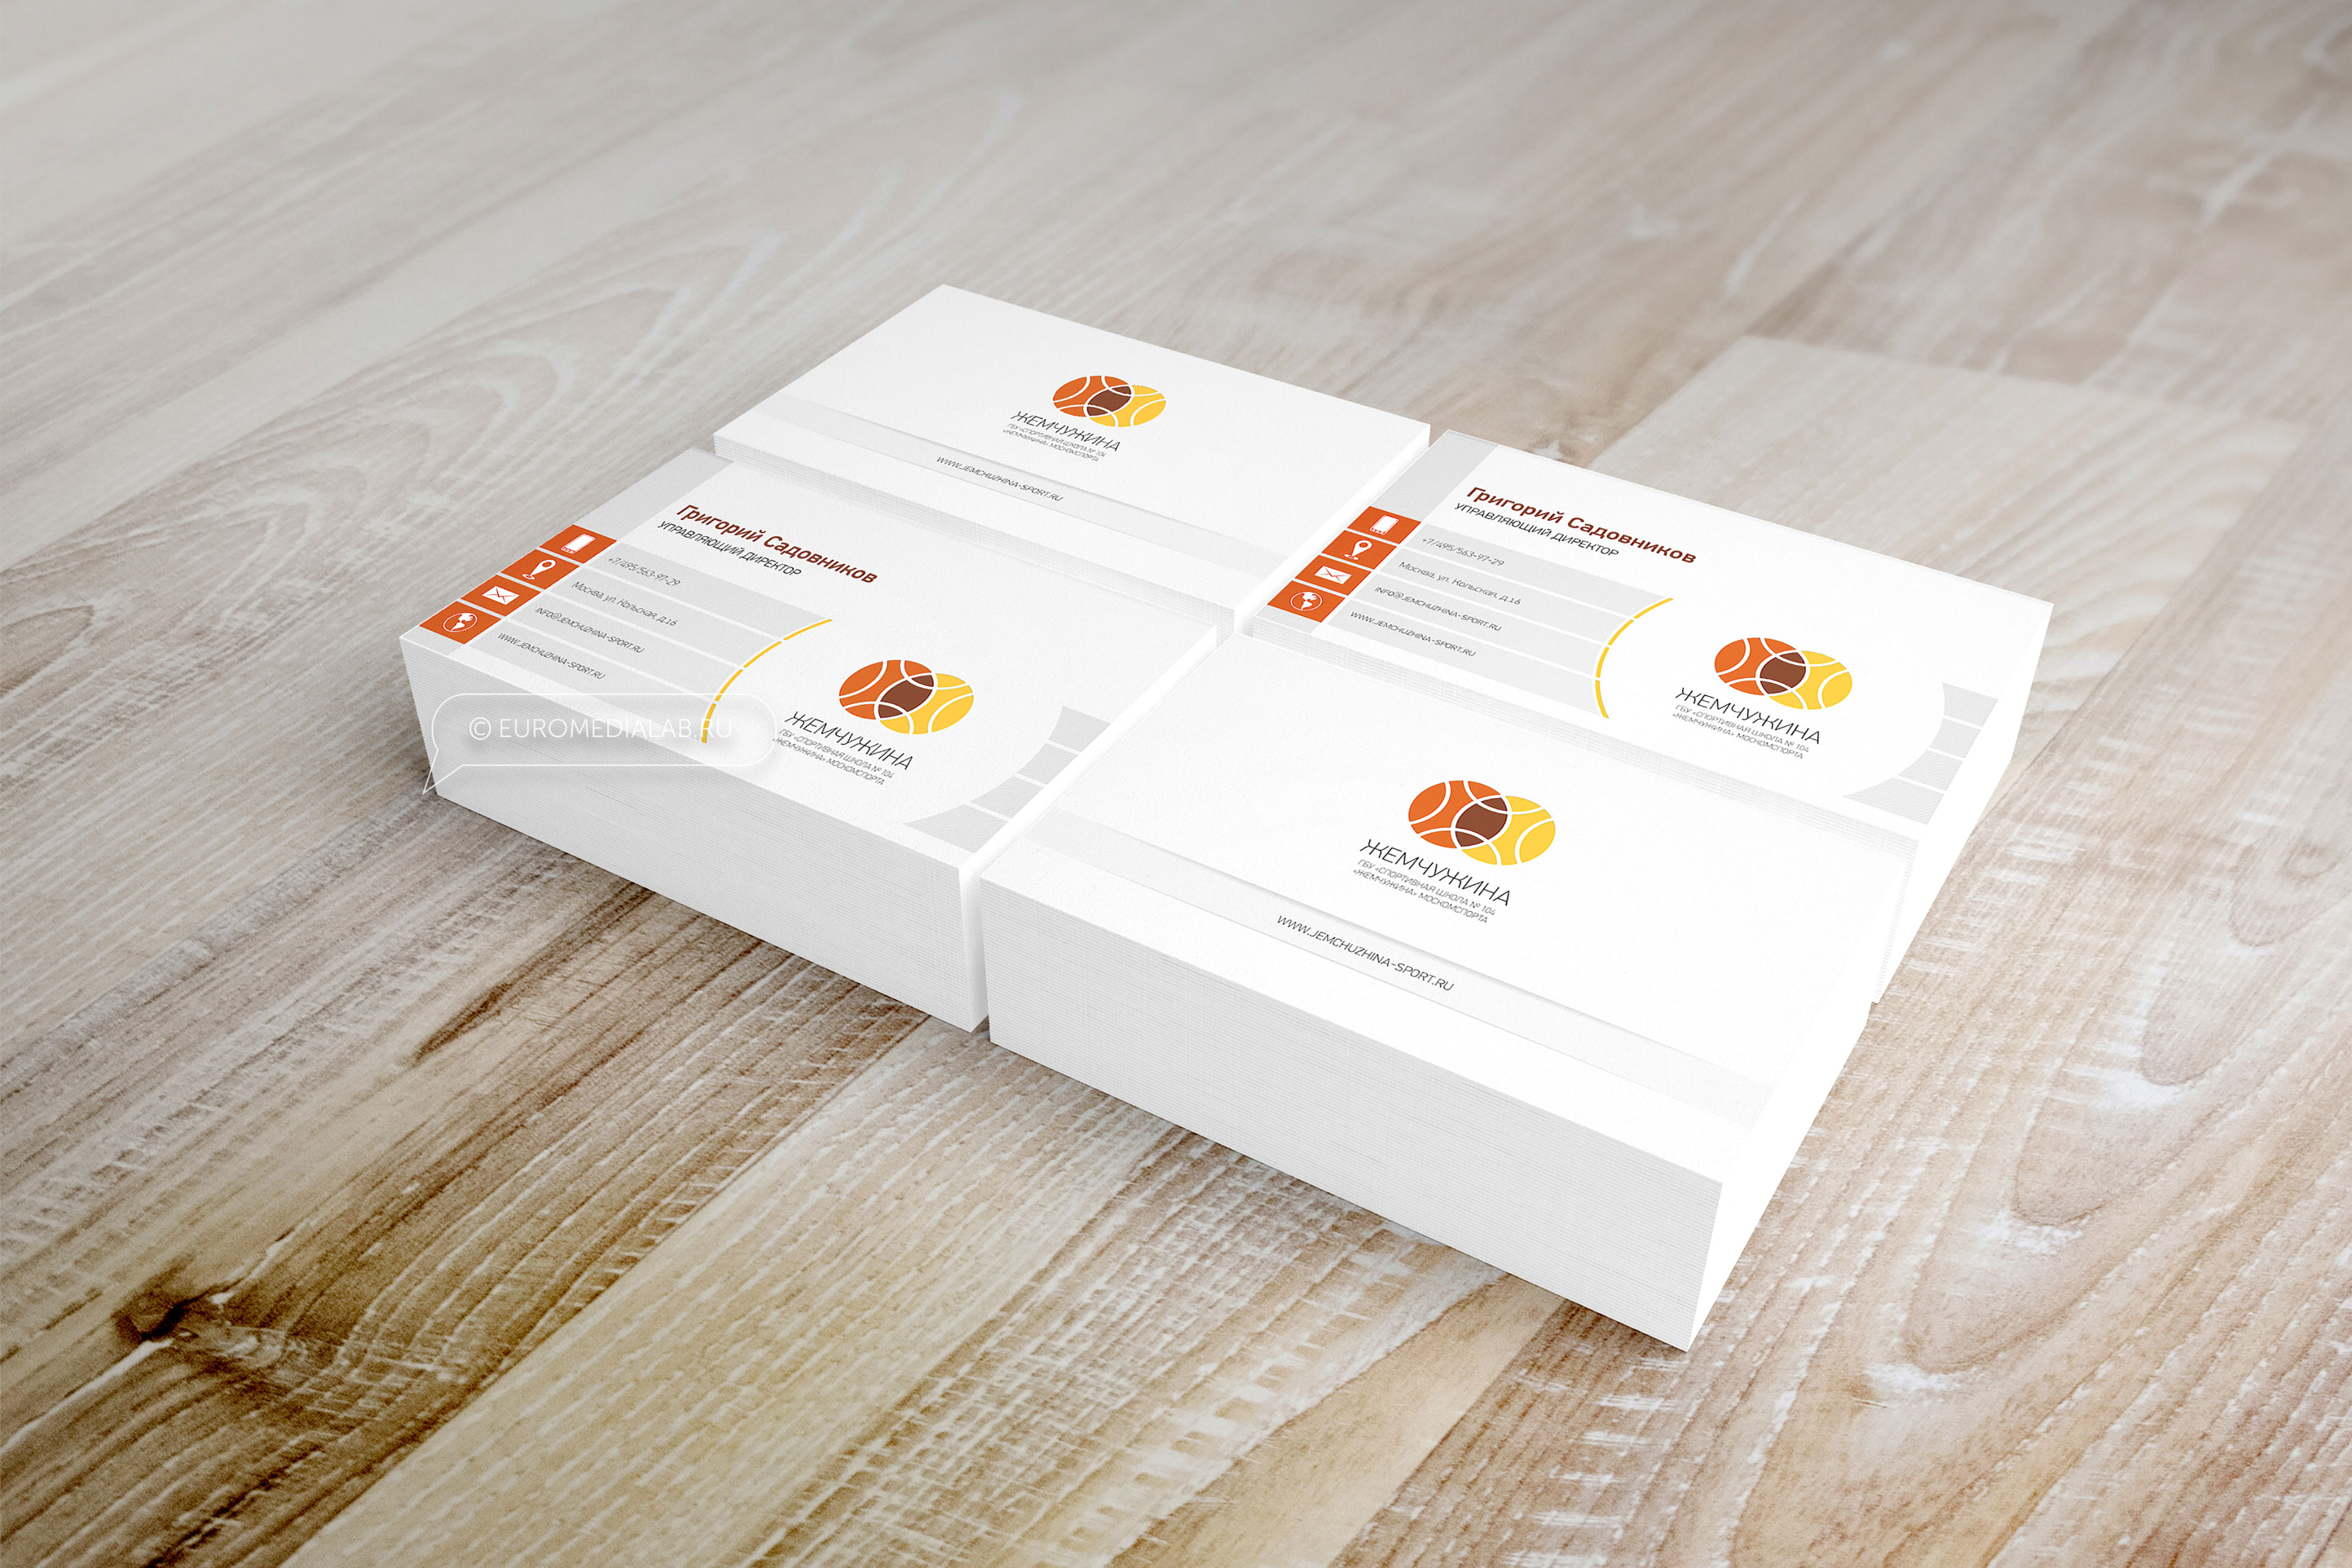 ЖЕМЧУЖИНА
ГБУ «СПОРТИВНАЯ ШКОЛА № 104
«ЖЕМЧУЖИНА» МОСКОМСПОРТА
WWW.JEMCHUZHINA-SPORT.RU
Григорий Садовников
УПРАВЛЯЮЩИЙ ДИРЕКТОР
+7/495/563-97-29
Москва, ул. Кольская, д.16
INFO@JEMCHUZHINA-SPORT.RU
WWW.JEMCHUZHINA-SPORT.RU
ЖЕМЧУЖИНА
ГБУ «СПОРТИВНАЯ ШКОЛА № 104
«ЖЕМЧУЖИНА» МОСКОМСПОРТА
© EUROMEDIALAB.RU
Григорий Садовников
УПРАВЛЯЮЩИЙ ДИРЕКТОР
+7/495/563-97-29
Москва, ул. Кольская, д.16
INFO@JEMCHUZHINA-SPORT.RU
WWW.JEMCHUZHINA-SPORT.RU
ЖЕМЧУЖИНА
ГБУ «СПОРТИВНАЯ ШКОЛА № 104
«ЖЕМЧУЖИНА» МОСКОМСПОРТА
ЖЕМЧУЖИНА
ГБУ «СПОРТИВНАЯ ШКОЛА № 104
«ЖЕМЧУЖИНА» МОСКОМСПОРТА
WWW.JEMCHUZHINA-SPORT.RU